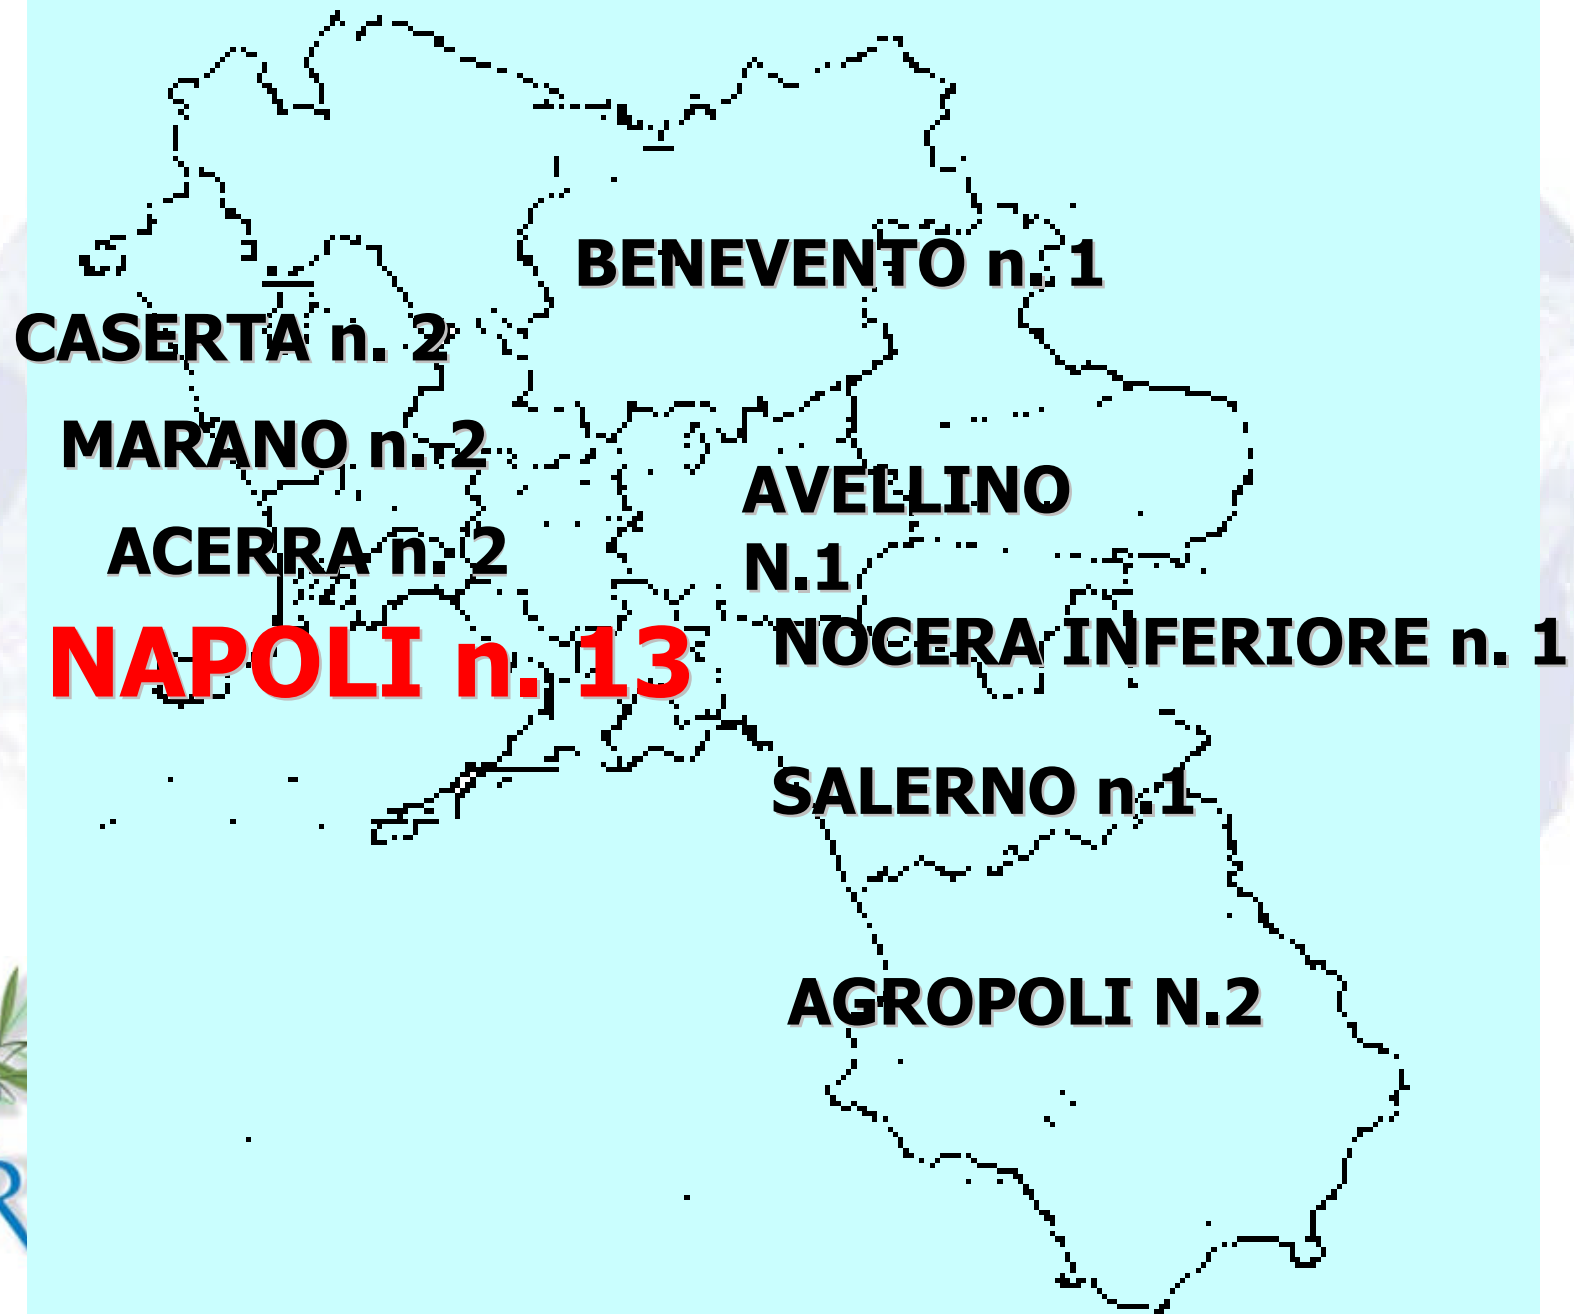 BENEVENTO n. 1
CASERTA n. 2
MARANO n. 2
AVELLINO
N.1
ACERRA n. 2
NAPOLI n. 13
NOCERA INFERIORE n. 1
SALERNO n.1
AGROPOLI N.2
R